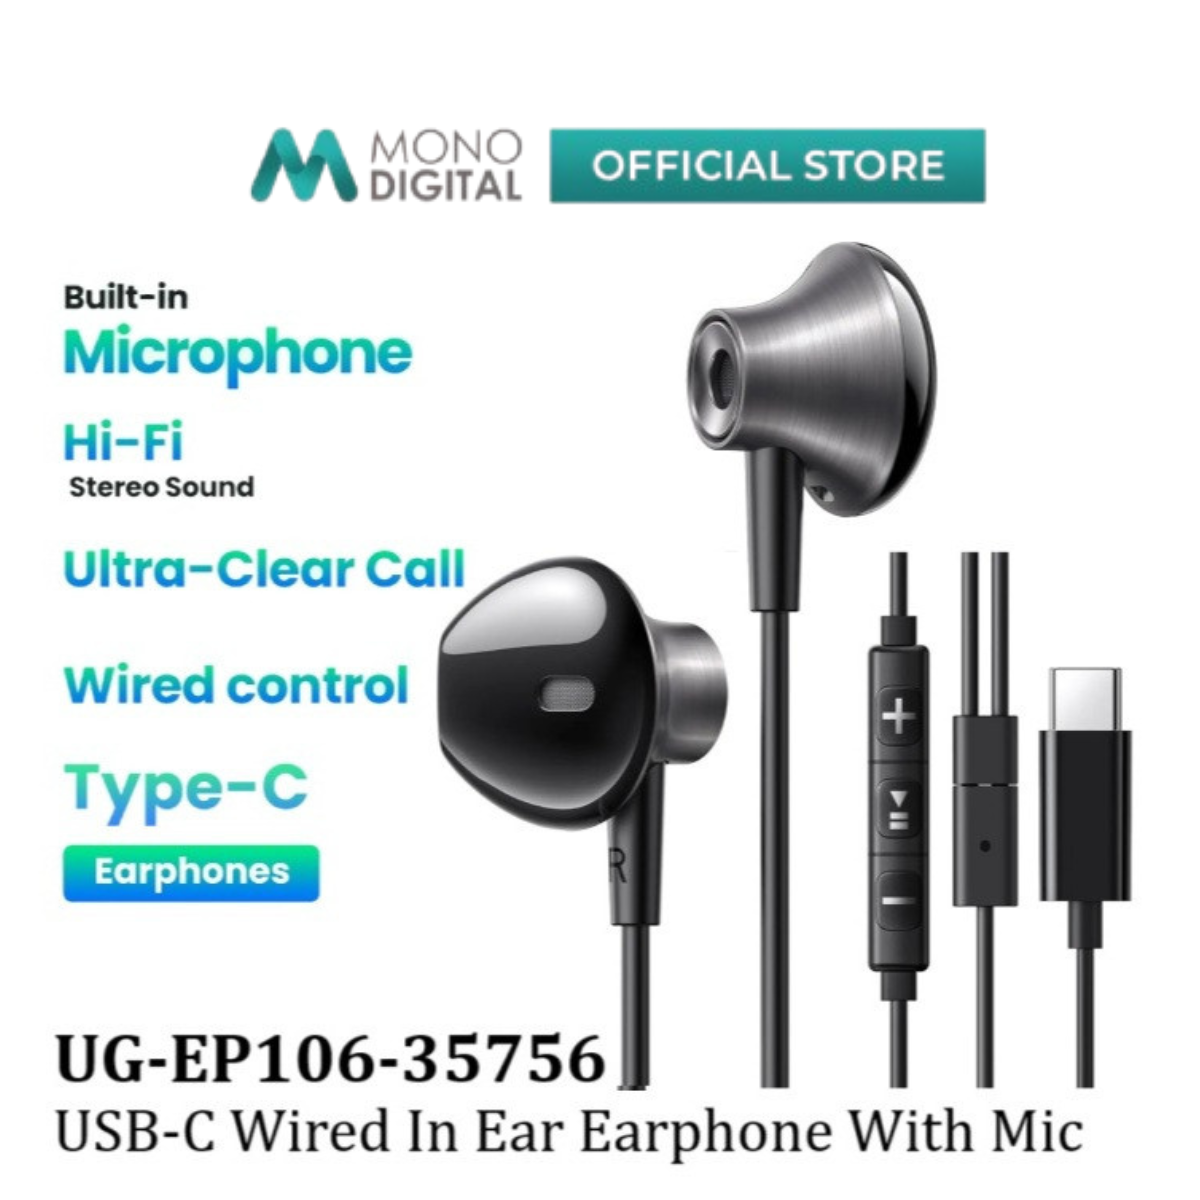 MONO
DIGITAL
OFFICIAL STORE
Built-in
Microphone
Hi-Fi
Stereo Sound
Ultra-Clear Call
Wired control
Type-C
Earphones
R
UG-EP106-35756
USB-C Wired In Ear Earphone With Mic